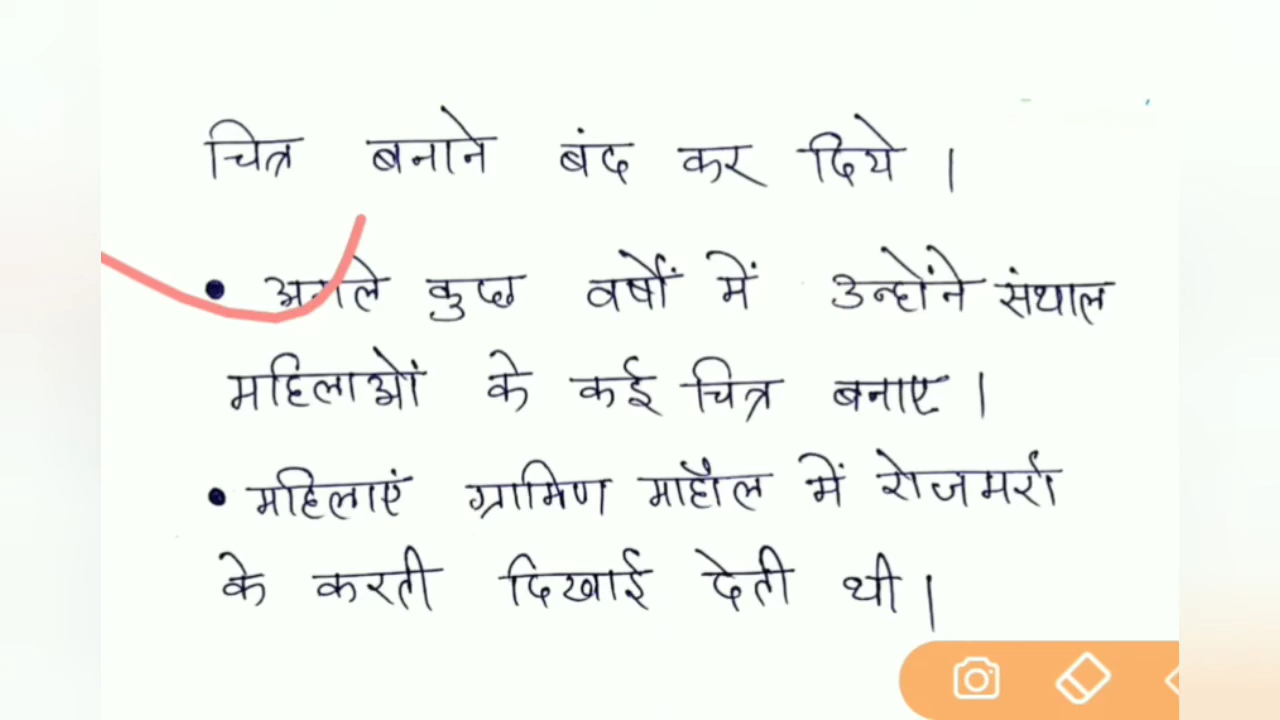 चित्र बनाने बंद कर दिये ।
• अगले कुछ वर्षों में उन्होंने संथाल
महिलाओं के कई चित्र बनाए ।
• महिलाएं ग्रामिण माहौल में रोजमर्रा
के करती दिखाई देती थी ।